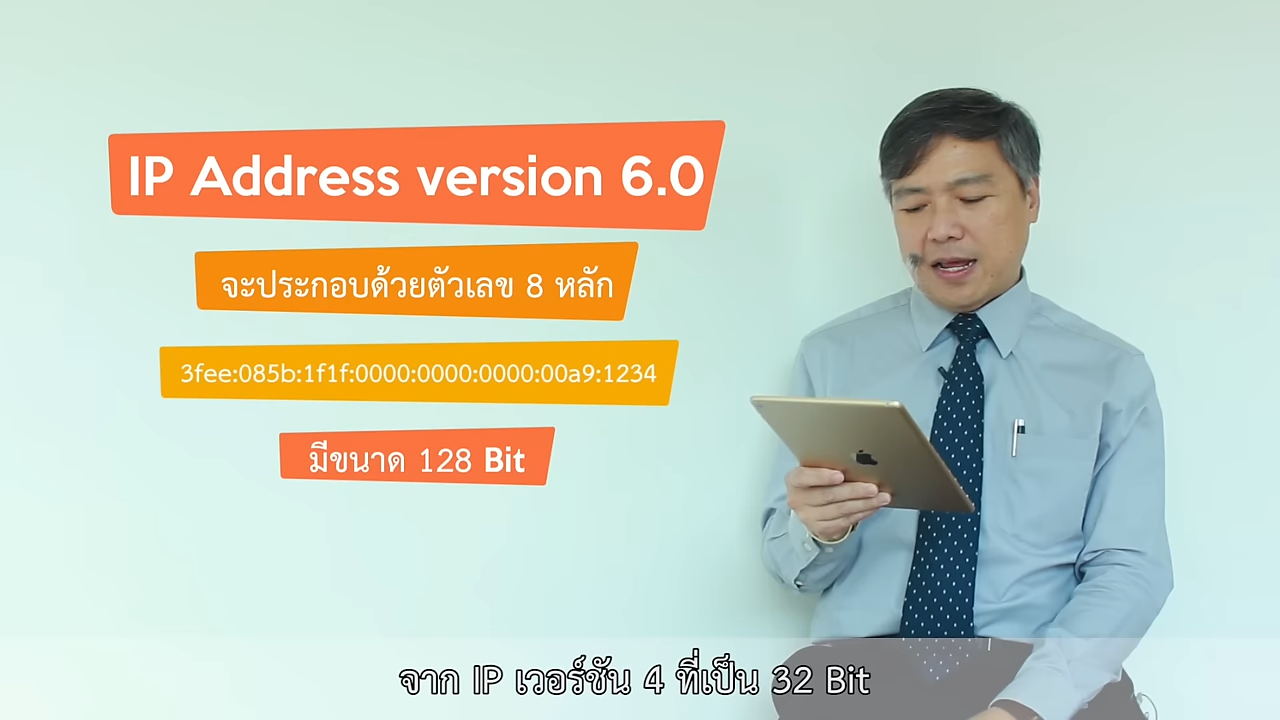 IP Address version 6.0
จะประกอบด้วยตัวเลข 8 หลัก
3fee:085b:1f1f:0000:0000:0000:00a9:1234
มีขนาด 128 Bit
จาก IP เวอร์ชัน 4 ที่เป็น 32 Bit